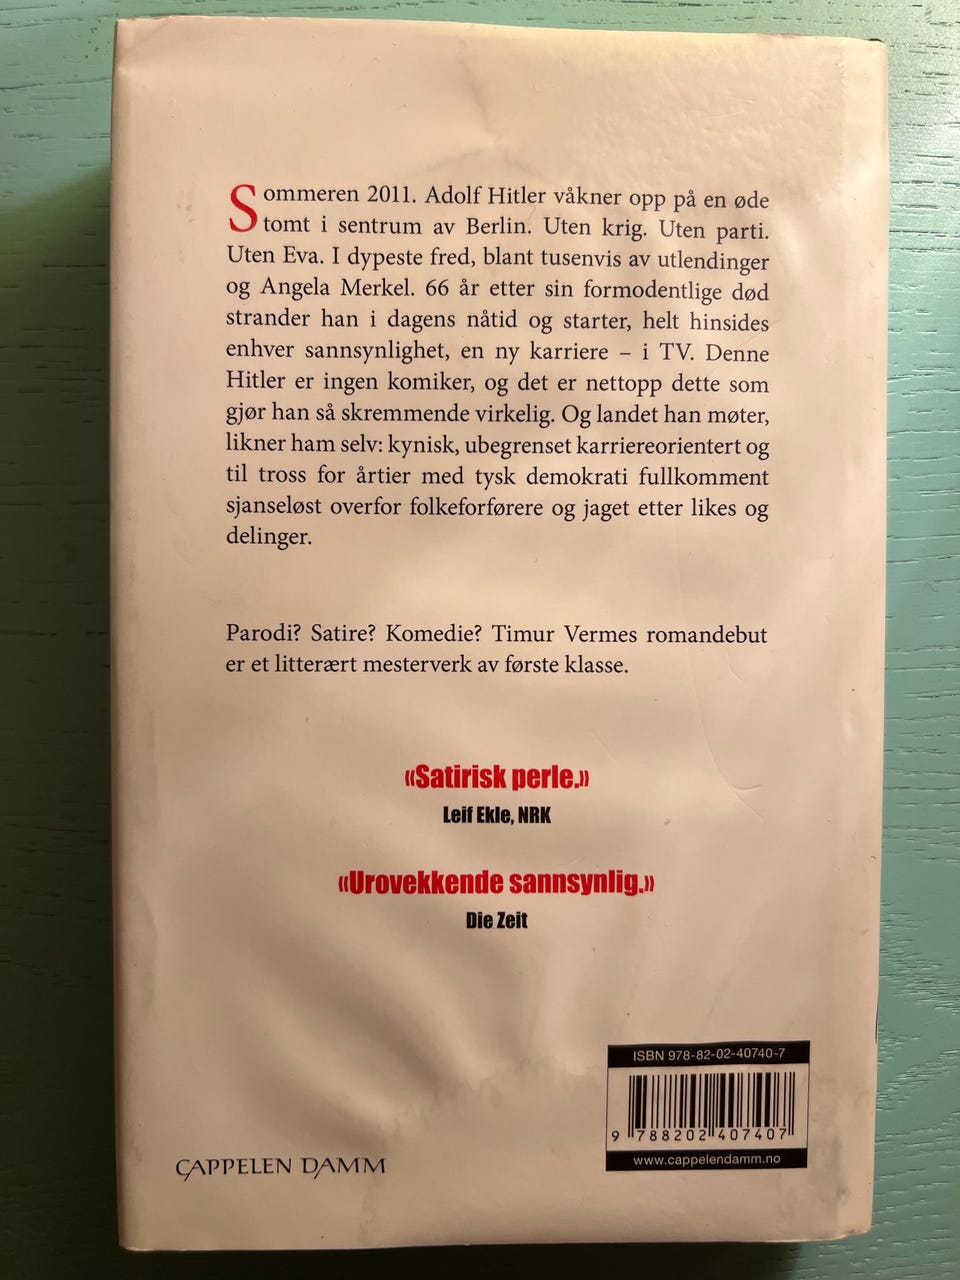 Sommeren 2011. Adolf Hitler våkner opp på en øde
tomt i sentrum av Berlin. Uten krig. Uten parti.
Uten Eva. I dypeste fred, blant tusenvis av utlendinger
og Angela Merkel. 66 år etter sin formodentlige død
strander han i dagens nåtid og starter, helt hinsides
enhver sannsynlighet, en ny karriere – i TV. Denne
Hitler er ingen komiker, og det er nettopp dette som
gjør han så skremmende virkelig. Og landet han møter,
likner ham selv: kynisk, ubegrenset karriereorientert og
til tross for årtier med tysk demokrati fullkomment
sjanseløst overfor folkeforførere og jaget etter likes og
delinger.
Parodi? Satire? Komedie? Timur Vermes romandebut
er et litterært mesterverk av første klasse.
«Satirisk perle.»
Leif Ekle, NRK
«Urovekkende sannsynlig.»
Die Zeit
ISBN 978-82-02-40740-7
9 788202 407407
www.cappelendamm.no
CAPPELEN DAMM